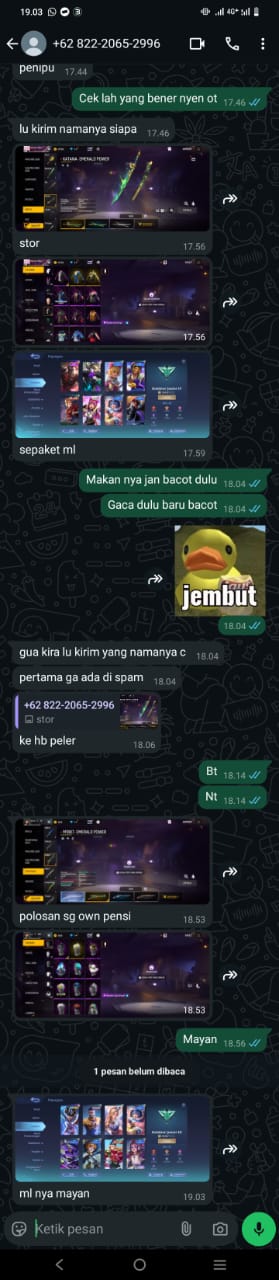 19.03
4G+
51
+62 822-2065-2996
penipu 17.44
Cek lah yang bener nyen ot 17.46
lu kirim namanya siapa 17.46
KATANA- EMERALD POWER
stor 17.56
17.56
sepaket ml 17.59
Makan nya jan bacot dulu 18.04
Gaca dulu baru bacot 18.04
jembut
18.04
gua kira lu kirim yang namanya c 18.04
pertama ga ada di spam 18.04
+62 822-2065-2996
stor
ke hb peler 18.06
Bt 18.14
Nt 18.14
polosan sg own pensi 18.53
18.53
Mayan 18.56
1 pesan belum dibaca
ml nya mayan 19.03
Ketik pesan